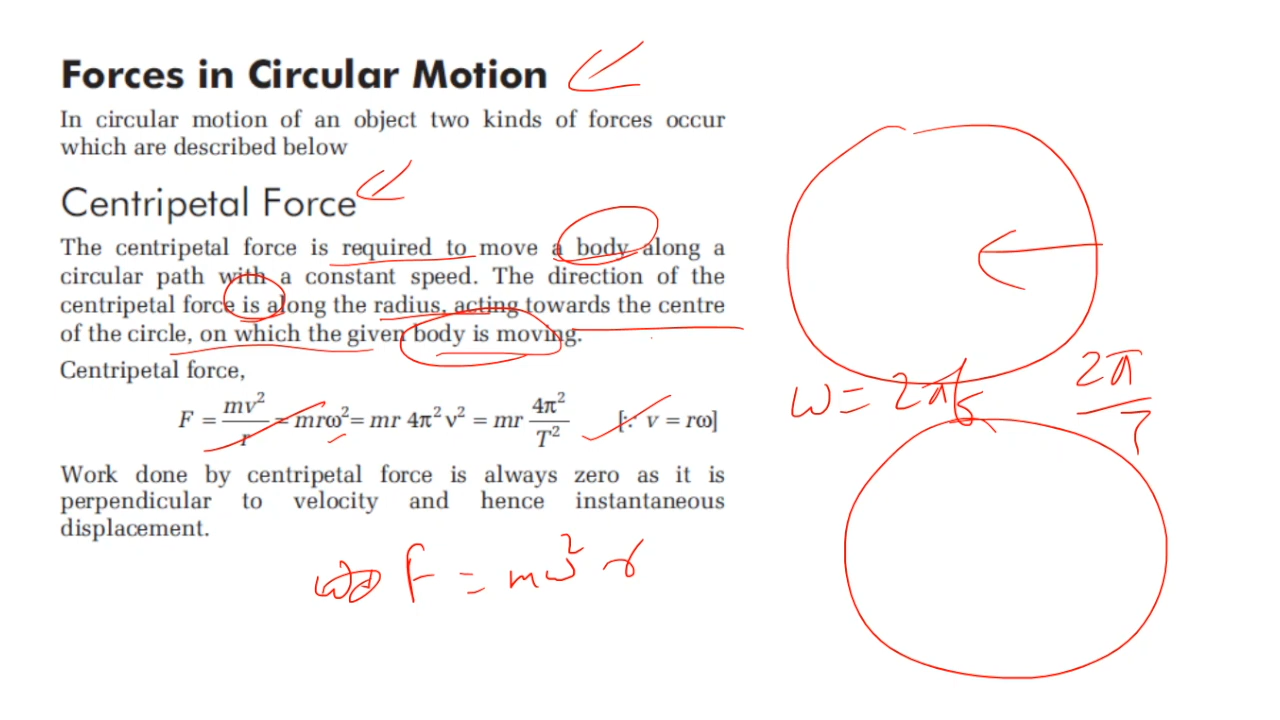 Forces in Circular Motion
In circular motion of an object two kinds of forces occur
which are described below
Centripetal Force
The centripetal force is required to move a body along a
circular path with a constant speed. The direction of the
centripetal force is along the radius, acting towards the centre
of the circle, on which the given body is moving.
Centripetal force,
F = mv²/r = mrω² = mr 4π²ν² = mr 4π²/T² [∵ v = rω]
Work done by centripetal force is always zero as it is
perpendicular to velocity and hence instantaneous
displacement.
F = mω² r
ω = 2π
2π